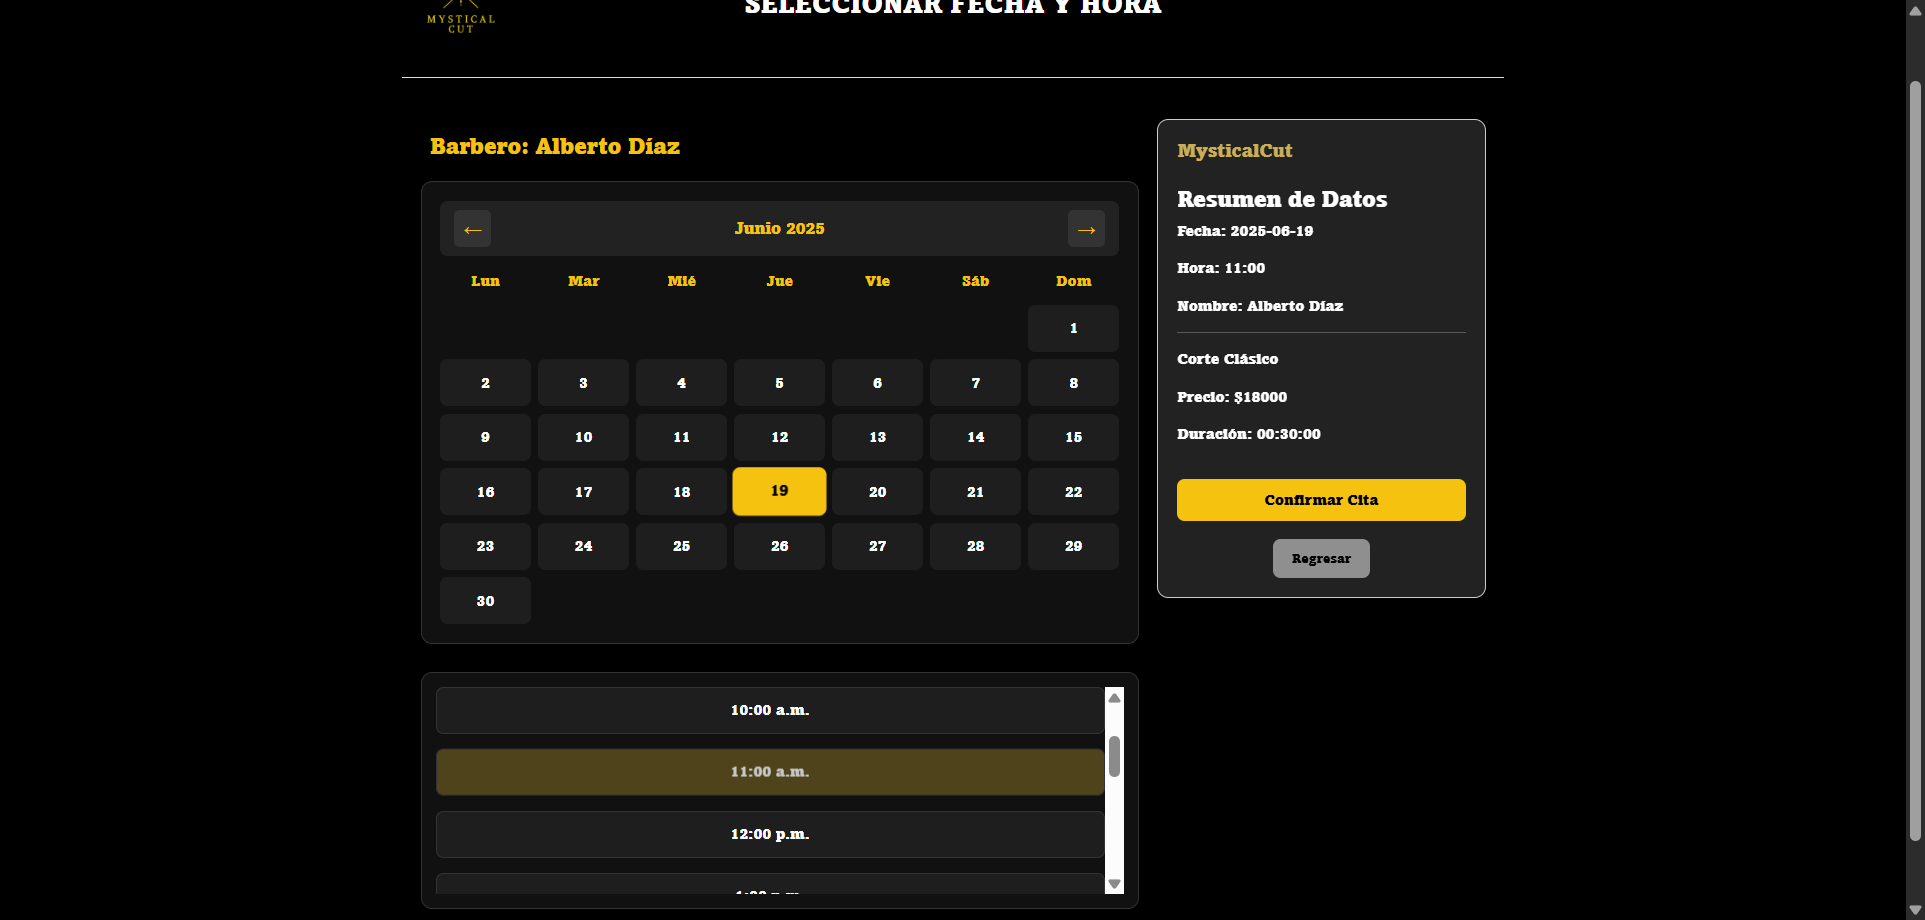 MYSTICAL
CUT
SELECCIONAR FECHA Y HORA
Barbero: Alberto Díaz
← Junio 2025 →
Lun Mar Mié Jue Vie Sáb Dom
1
2 3 4 5 6 7 8
9 10 11 12 13 14 15
16 17 18 19 20 21 22
23 24 25 26 27 28 29
30
10:00 a.m.
11:00 a.m.
12:00 p.m.
MysticalCut
Resumen de Datos
Fecha: 2025-06-19
Hora: 11:00
Nombre: Alberto Díaz
Corte Clásico
Precio: $18000
Duración: 00:30:00
Confirmar Cita
Regresar